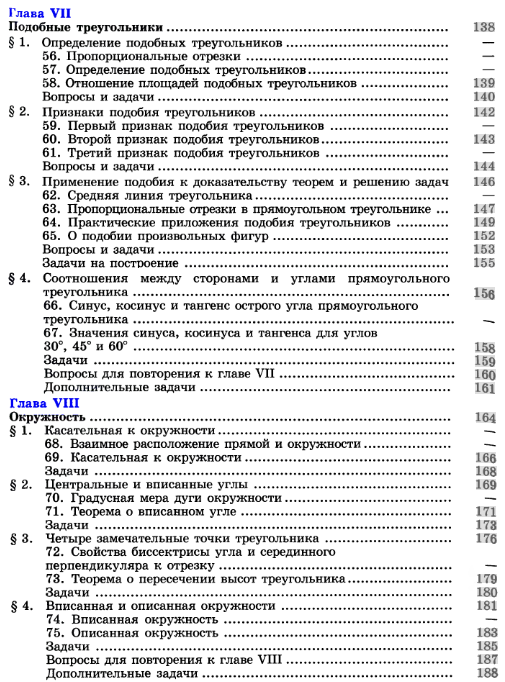 Глава VII
Подобные треугольники ........ 138
§ 1. Определение подобных треугольников ........ —
56. Пропорциональные отрезки ........ —
57. Определение подобных треугольников ........ —
58. Отношение площадей подобных треугольников ........ 139
Вопросы и задачи ........ 140
§ 2. Признаки подобия треугольников ........ 142
59. Первый признак подобия треугольников ........ —
60. Второй признак подобия треугольников ........ 143
61. Третий признак подобия треугольников ........ —
Вопросы и задачи ........ 144
§ 3. Применение подобия к доказательству теорем и решению задач 146
62. Средняя линия треугольника ........ —
63. Пропорциональные отрезки в прямоугольном треугольнике ... 147
64. Практические приложения подобия треугольников ........ 149
65. О подобии произвольных фигур ........ 152
Вопросы и задачи ........ 153
Задачи на построение ........ 155
§ 4. Соотношения между сторонами и углами прямоугольного
треугольника ........ 156
66. Синус, косинус и тангенс острого угла прямоугольного
треугольника ........ —
67. Значения синуса, косинуса и тангенса для углов
30°, 45° и 60° ........ 158
Задачи ........ 159
Вопросы для повторения к главе VII ........ 160
Дополнительные задачи ........ 161
Глава VIII
Окружность ........ 164
§ 1. Касательная к окружности ........ —
68. Взаимное расположение прямой и окружности ........ —
69. Касательная к окружности ........ 166
Задачи ........ 168
§ 2. Центральные и вписанные углы ........ 169
70. Градусная мера дуги окружности ........ —
71. Теорема о вписанном угле ........ 171
Задачи ........ 173
§ 3. Четыре замечательные точки треугольника ........ 176
72. Свойства биссектрисы угла и серединного
перпендикуляра к отрезку ........ —
73. Теорема о пересечении высот треугольника ........ 179
Задачи ........ 180
§ 4. Вписанная и описанная окружности ........ 181
74. Вписанная окружность ........ —
75. Описанная окружность ........ 183
Задачи ........ 185
Вопросы для повторения к главе VIII ........ 187
Дополнительные задачи ........ 188